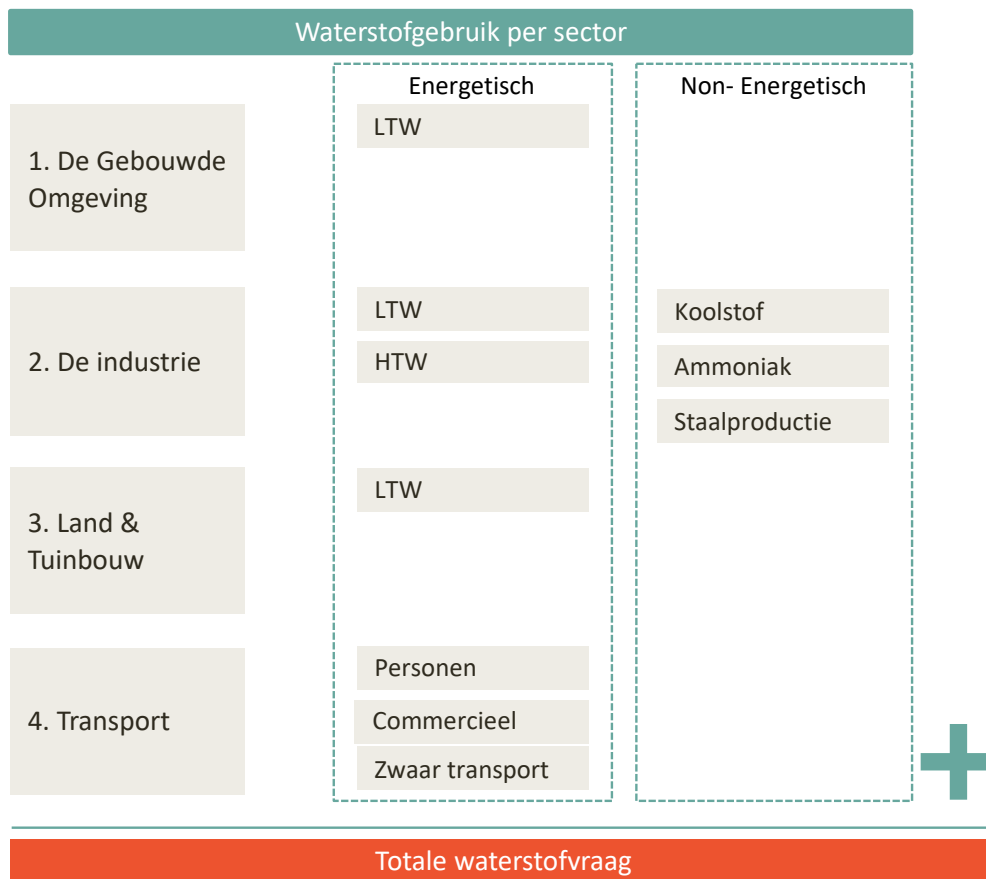 Waterstofgebruik per sector
Energetisch
Non- Energetisch
1. De Gebouwde
Omgeving
LTW
2. De industrie
LTW
HTW
Koolstof
Ammoniak
Staalproductie
3. Land &
Tuinbouw
LTW
4. Transport
Personen
Commercieel
Zwaar transport
Totale waterstofvraag